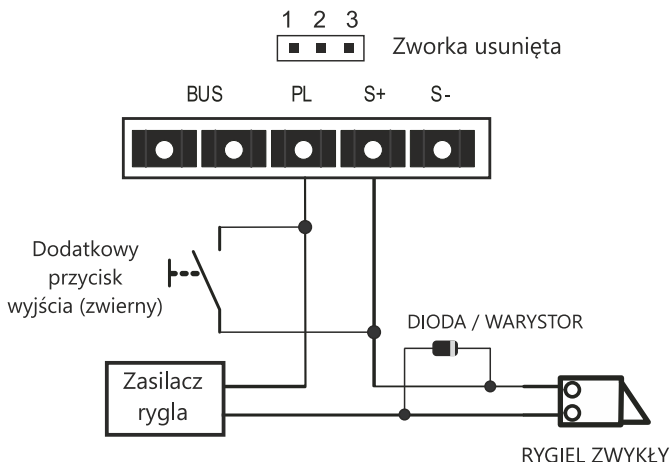 1 2 3
Zworka usunięta
BUS PL S+ S-
Dodatkowy
przycisk
wyjścia (zwierny)
DIODA / WARYSTOR
Zasilacz
rygla
RYGIEL ZWYKŁY